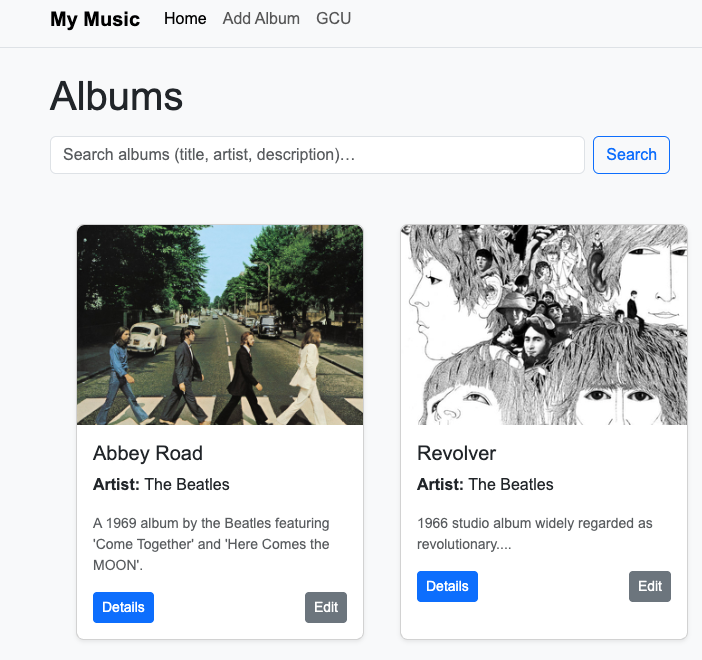 My Music Home Add Album GCU
Albums
Search albums (title, artist, description)…
Search
Abbey Road
Artist: The Beatles
A 1969 album by the Beatles featuring
'Come Together' and 'Here Comes the
MOON'.
Details Edit
Revolver
Artist: The Beatles
1966 studio album widely regarded as
revolutionary....
Details Edit